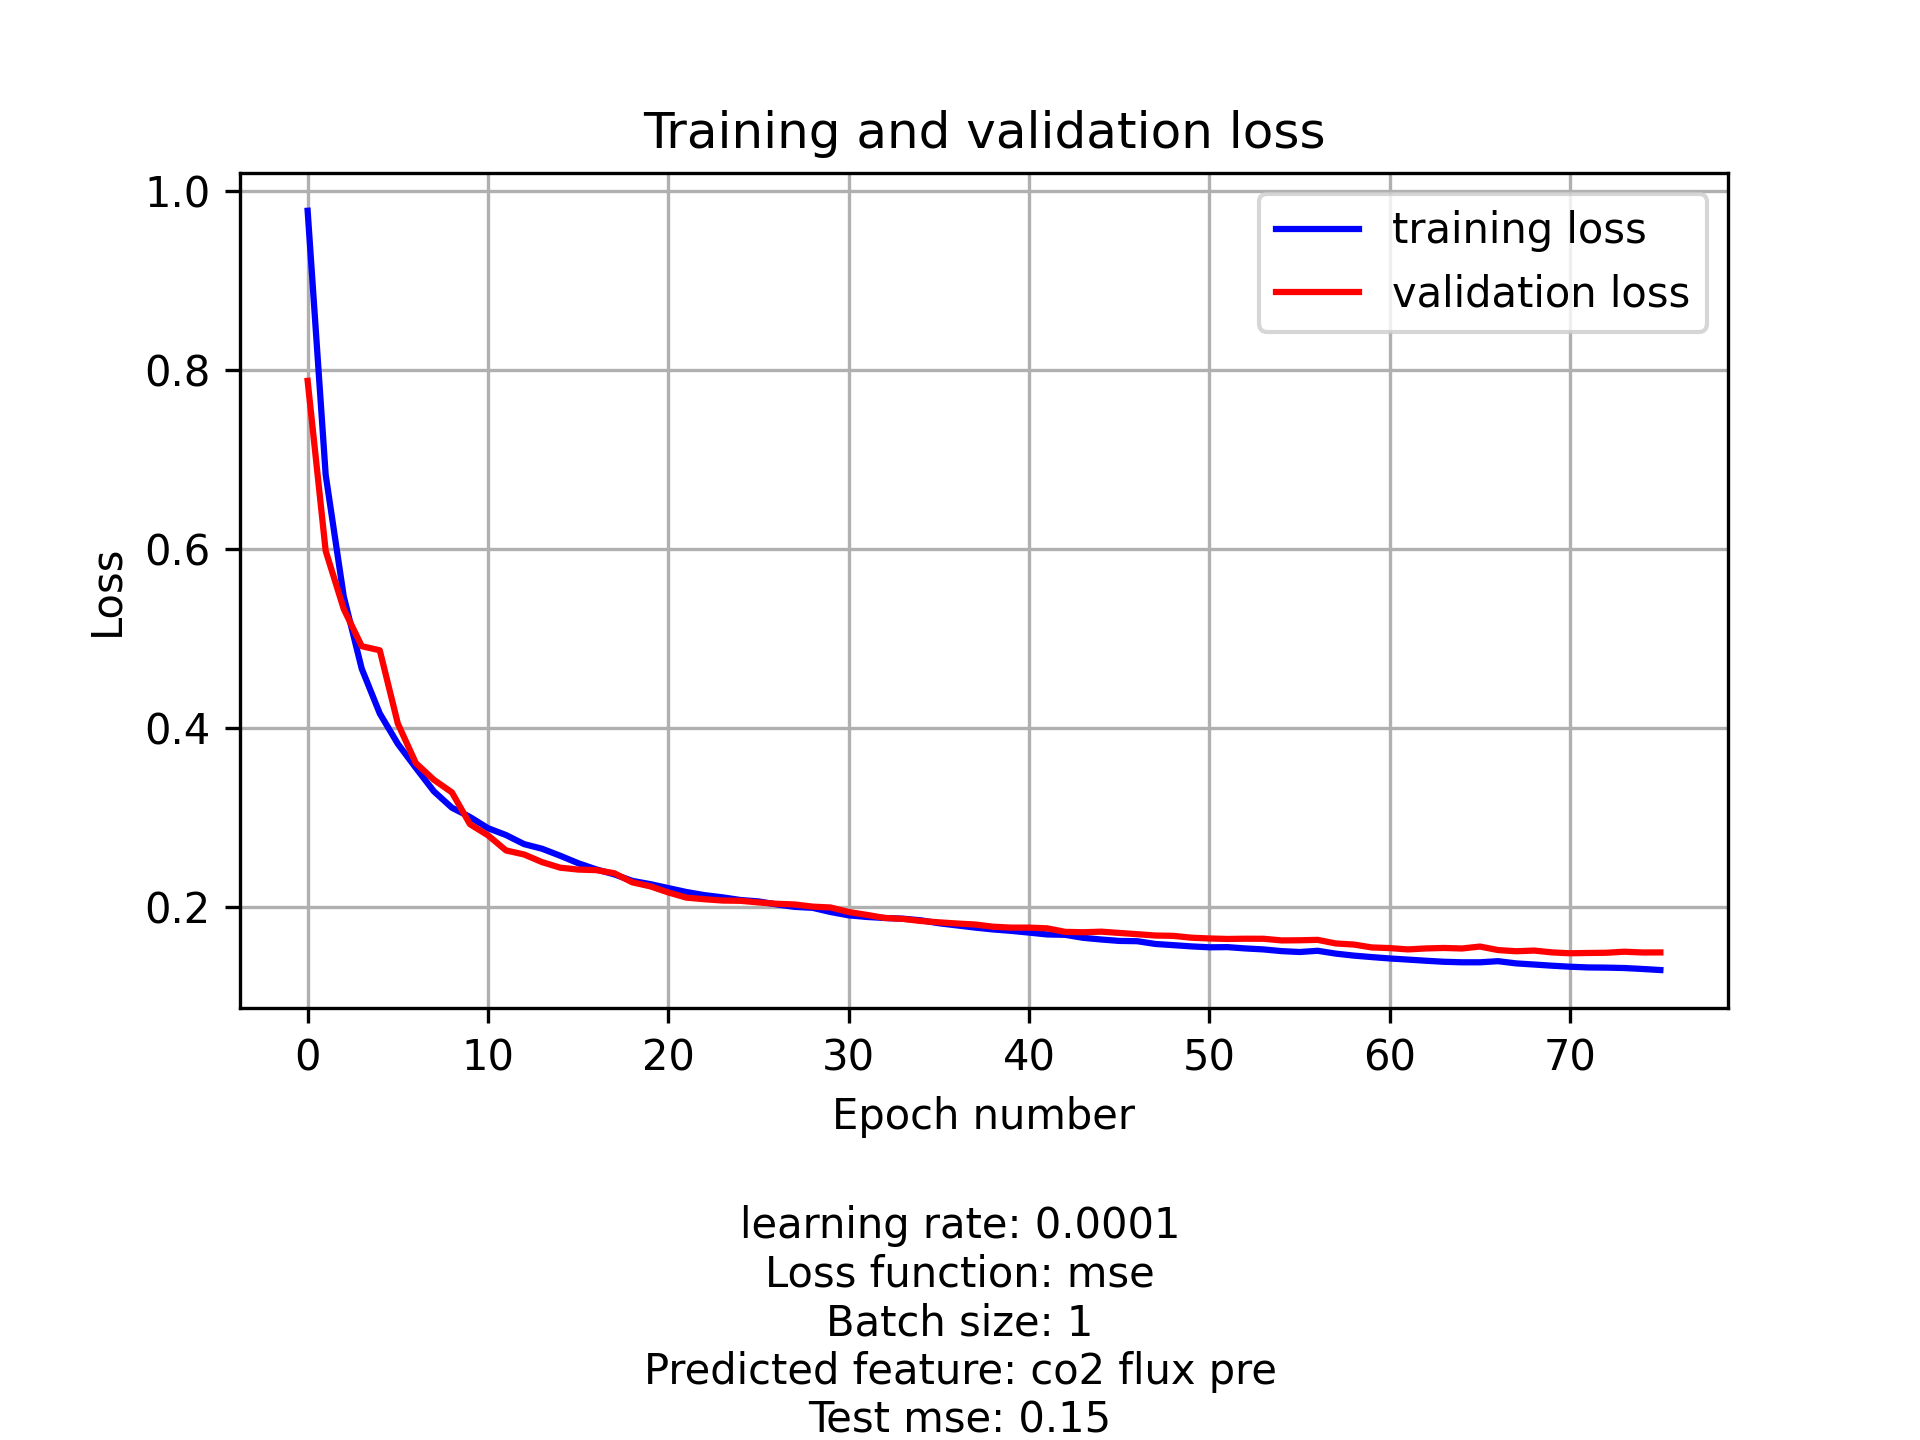 Training and validation loss
1.0
0.8
0.6
0.4
0.2
Loss
training loss
validation loss
0 10 20 30 40 50 60 70
Epoch number
learning rate: 0.0001
Loss function: mse
Batch size: 1
Predicted feature: co2 flux pre
Test mse: 0.15